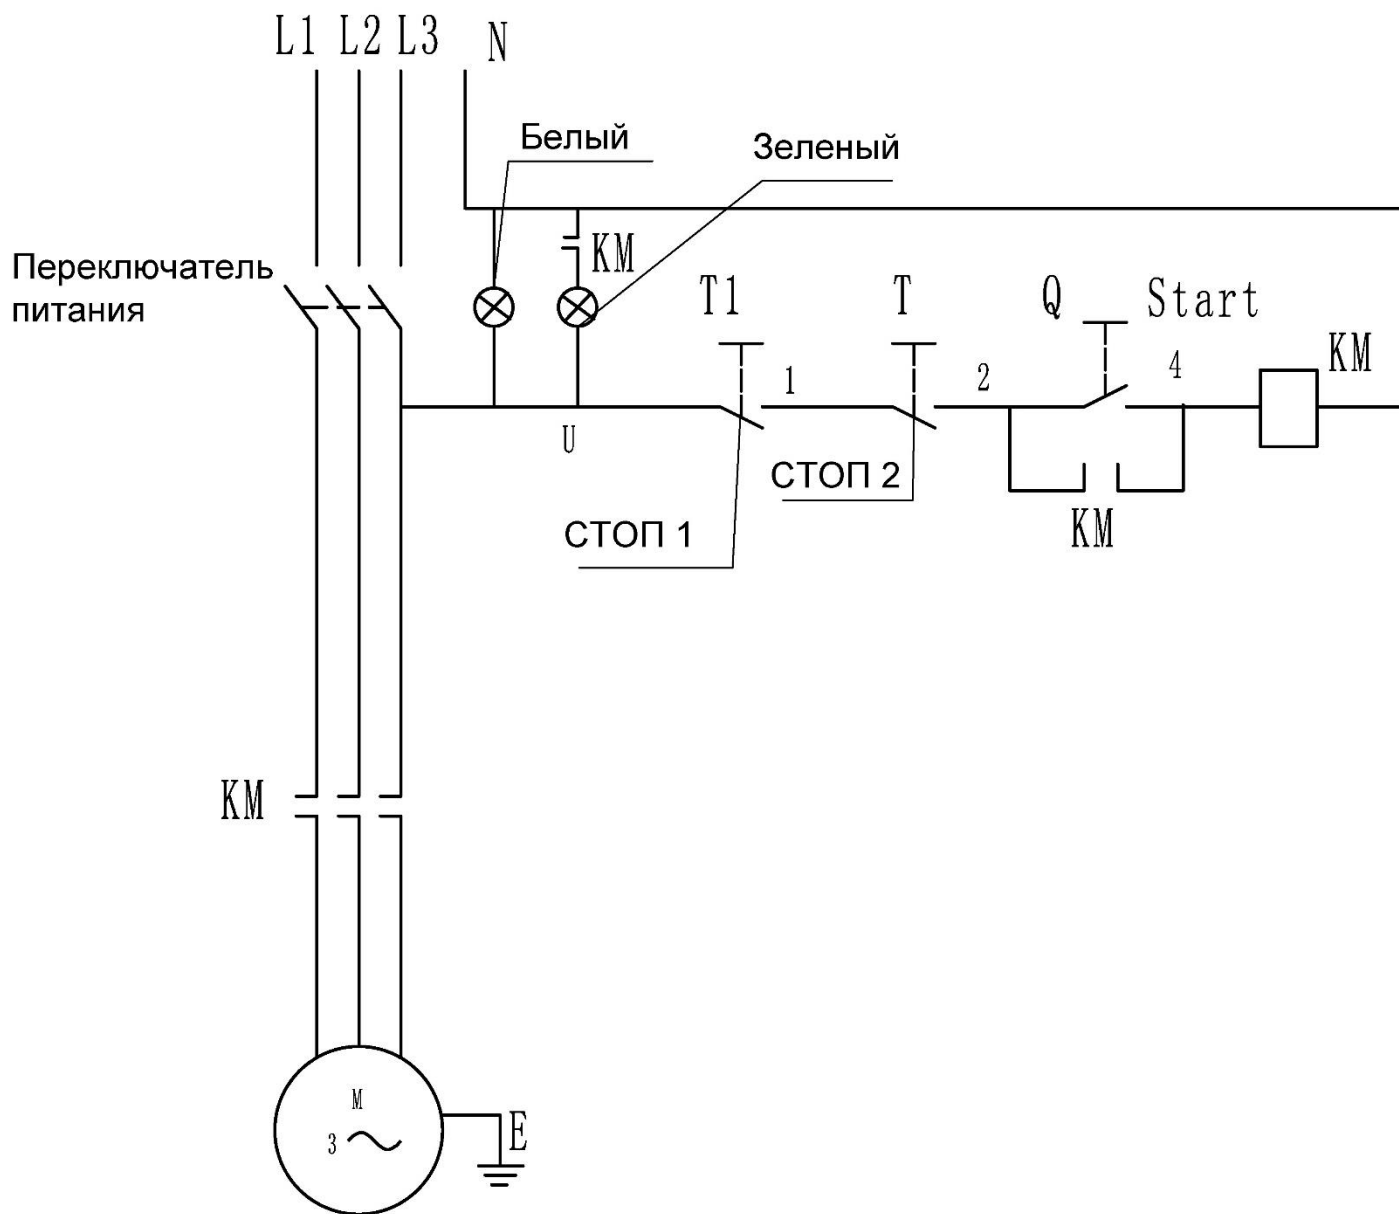 L1 L2 L3 N
Белый
Зеленый
KM
Переключатель
питания
T1 T Q Start
KM
1 2 4
U
СТОП 2
СТОП 1
KM
KM
M
3
E